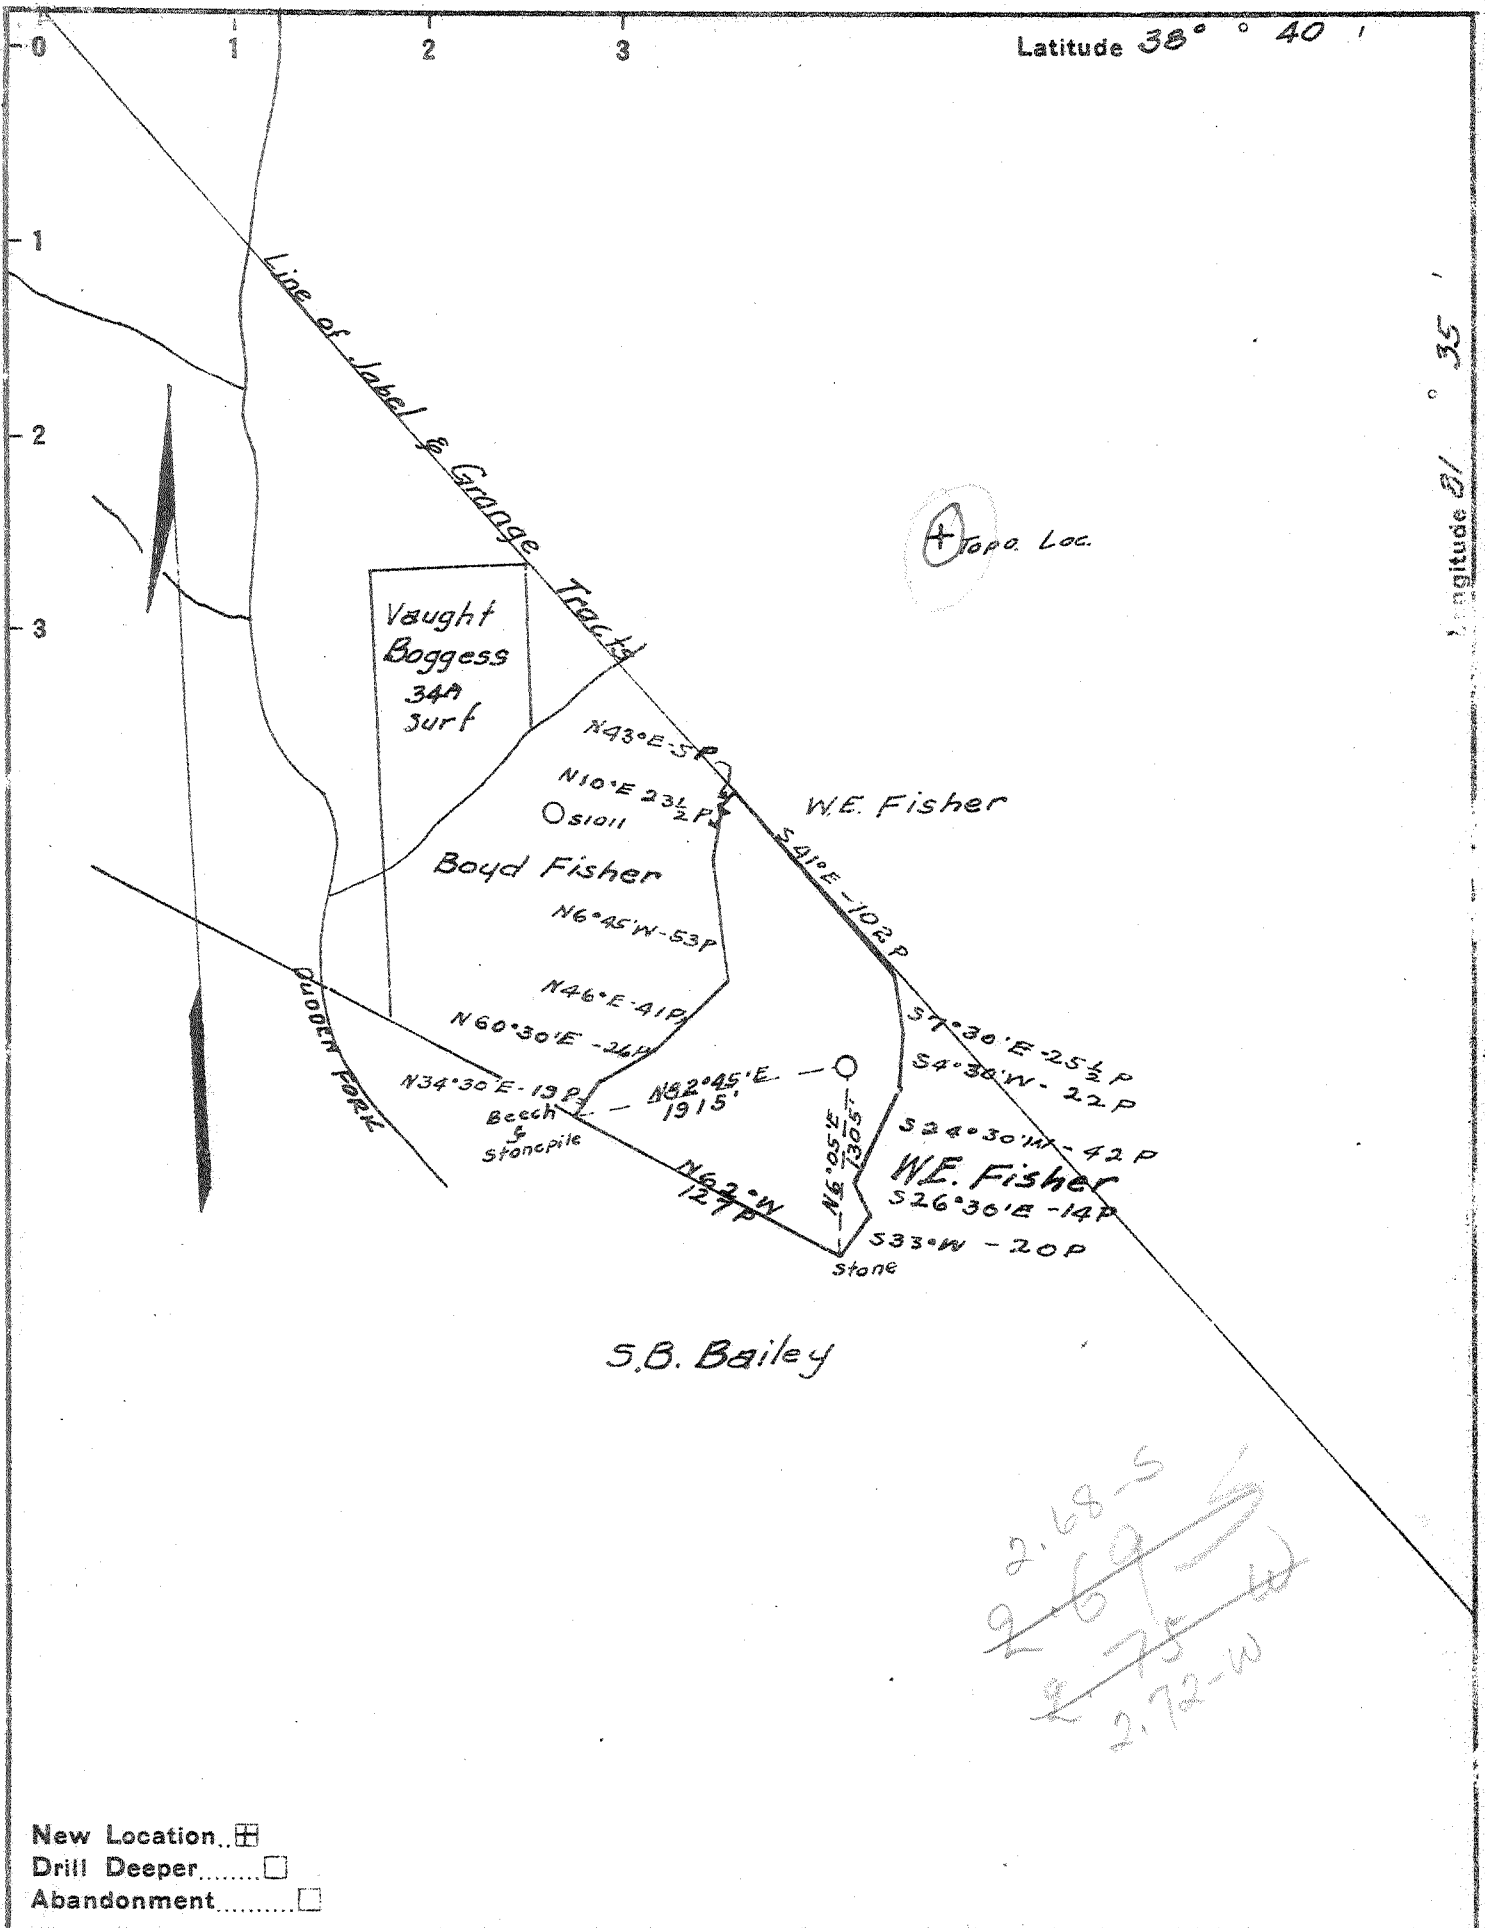 0 1 2 3
Latitude 38° ° 40 '
1
2
3
Longitude 81 ° 35 '
Line of Jabel & Grange Tracts
Topo. Loc.
Vaught
Boggess
34A
Surf
N43°E-5P
N10°E 23½P
S1011
W.E. Fisher
Boyd Fisher
S41°E-102P
N6°45'W-53P
N46°E-41P
N60°30'E-26P
N34°30'E-19P
DUDDEN FORK
Beech
&
Stonepile
N82°45'E
1915'
N6°05'E
1305'
S7°30'E-25½P
S4°30'W-22P
S24°30'W-42P
W.E. Fisher
S26°30'E-14P
S33°W-20P
N62°W
127P
Stone
S.B. Bailey
2.68-S
2.69 S
2.75 W
2.72-W
New Location..
Drill Deeper........
Abandonment..........